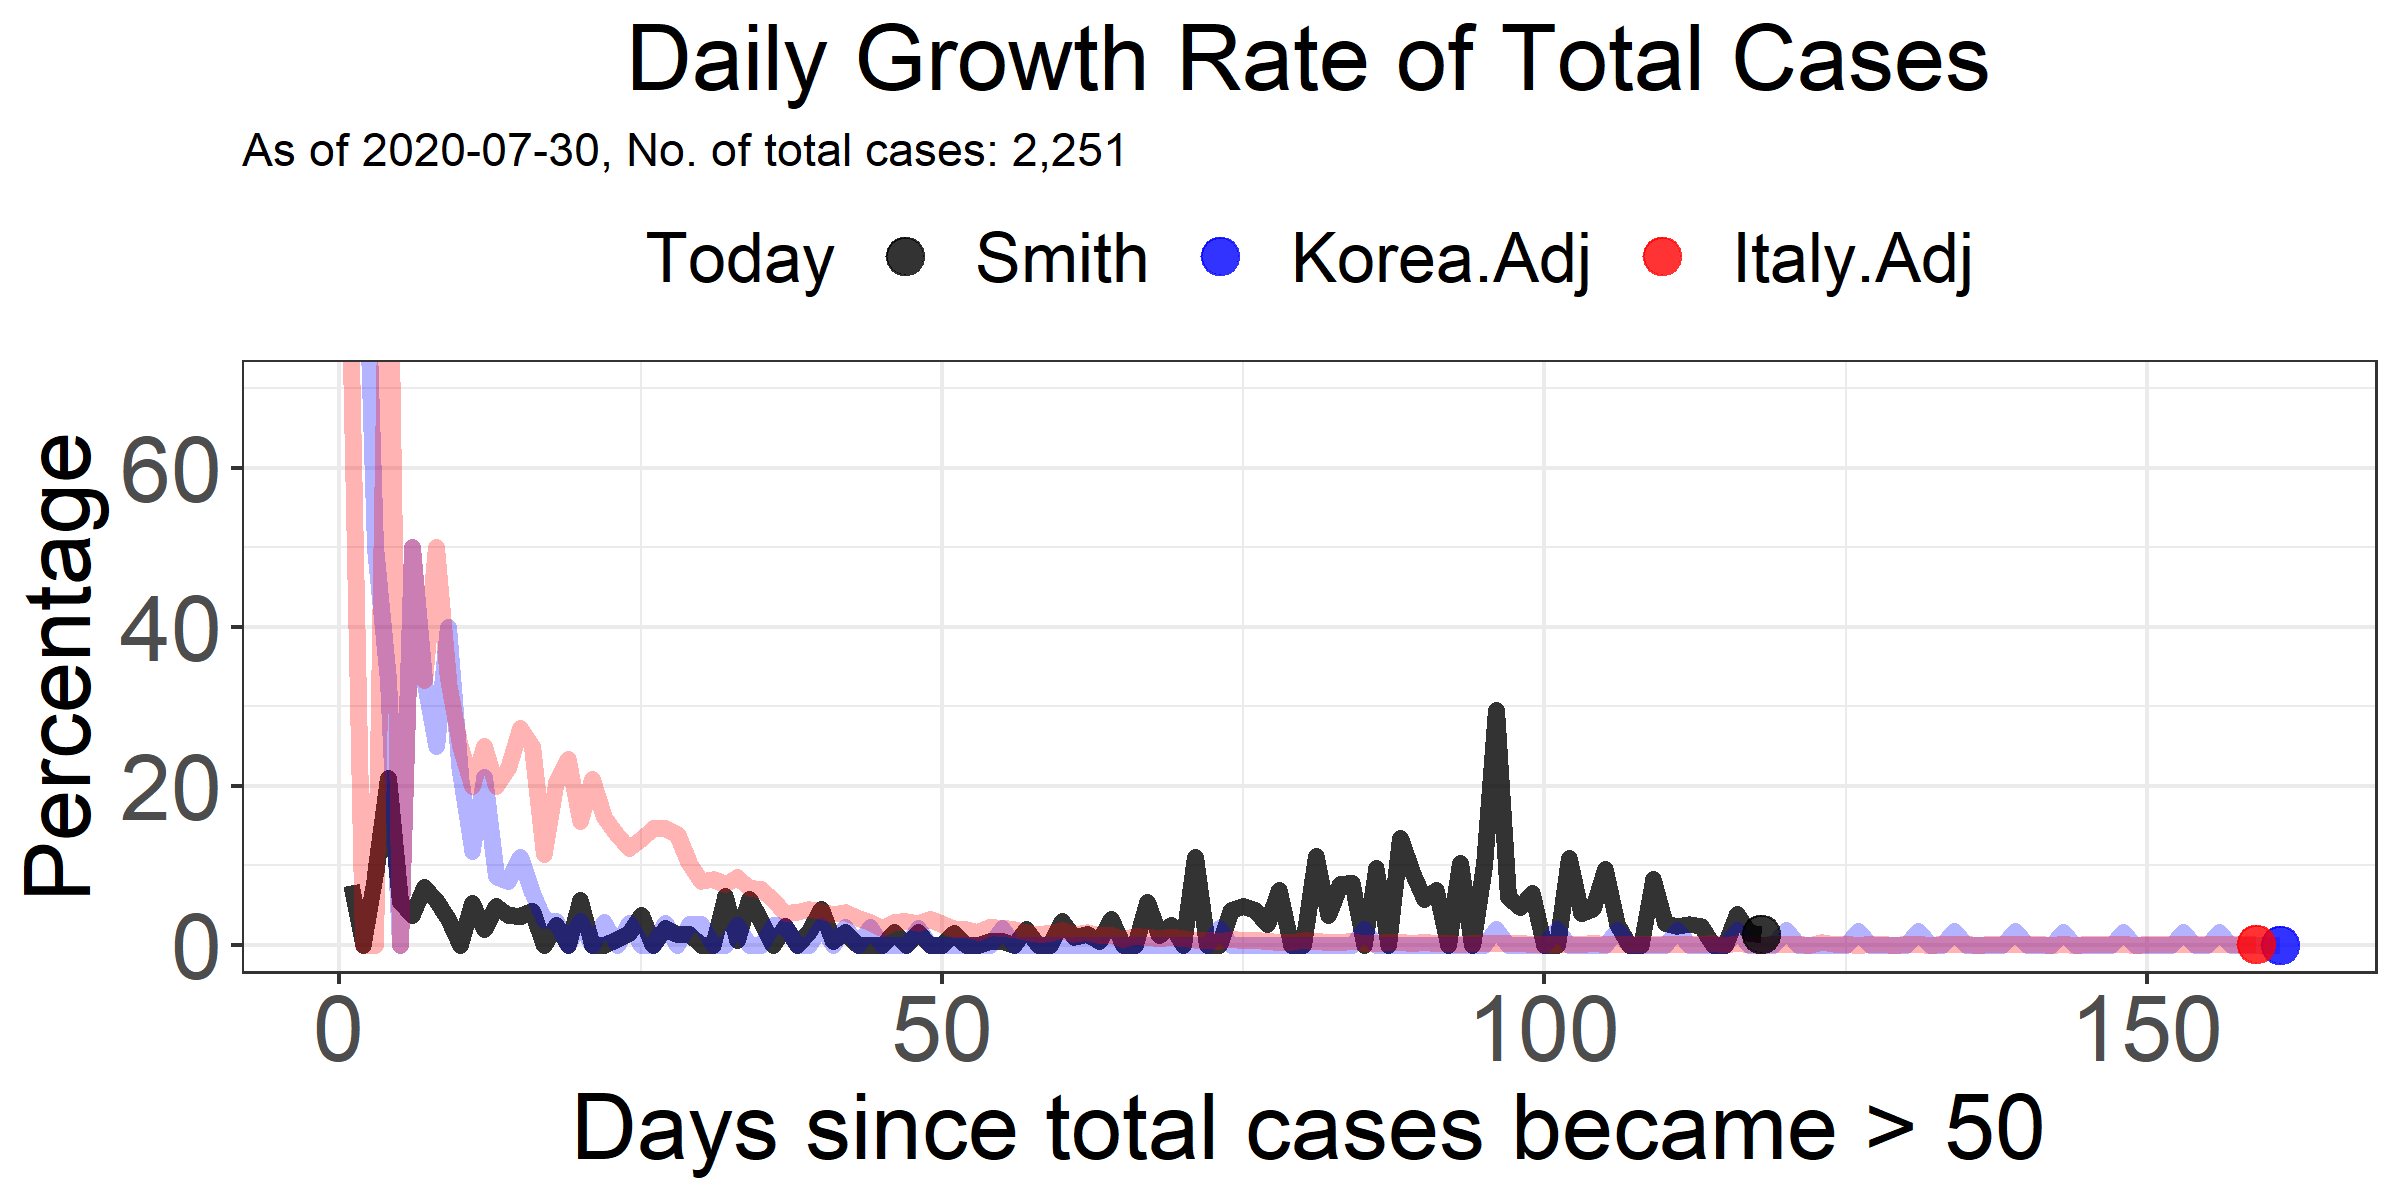 Daily Growth Rate of Total Cases
As of 2020-07-30, No. of total cases: 2,251
Today Smith Korea.Adj Italy.Adj
Percentage
60
40
20
0
0 50 100 150
Days since total cases became > 50